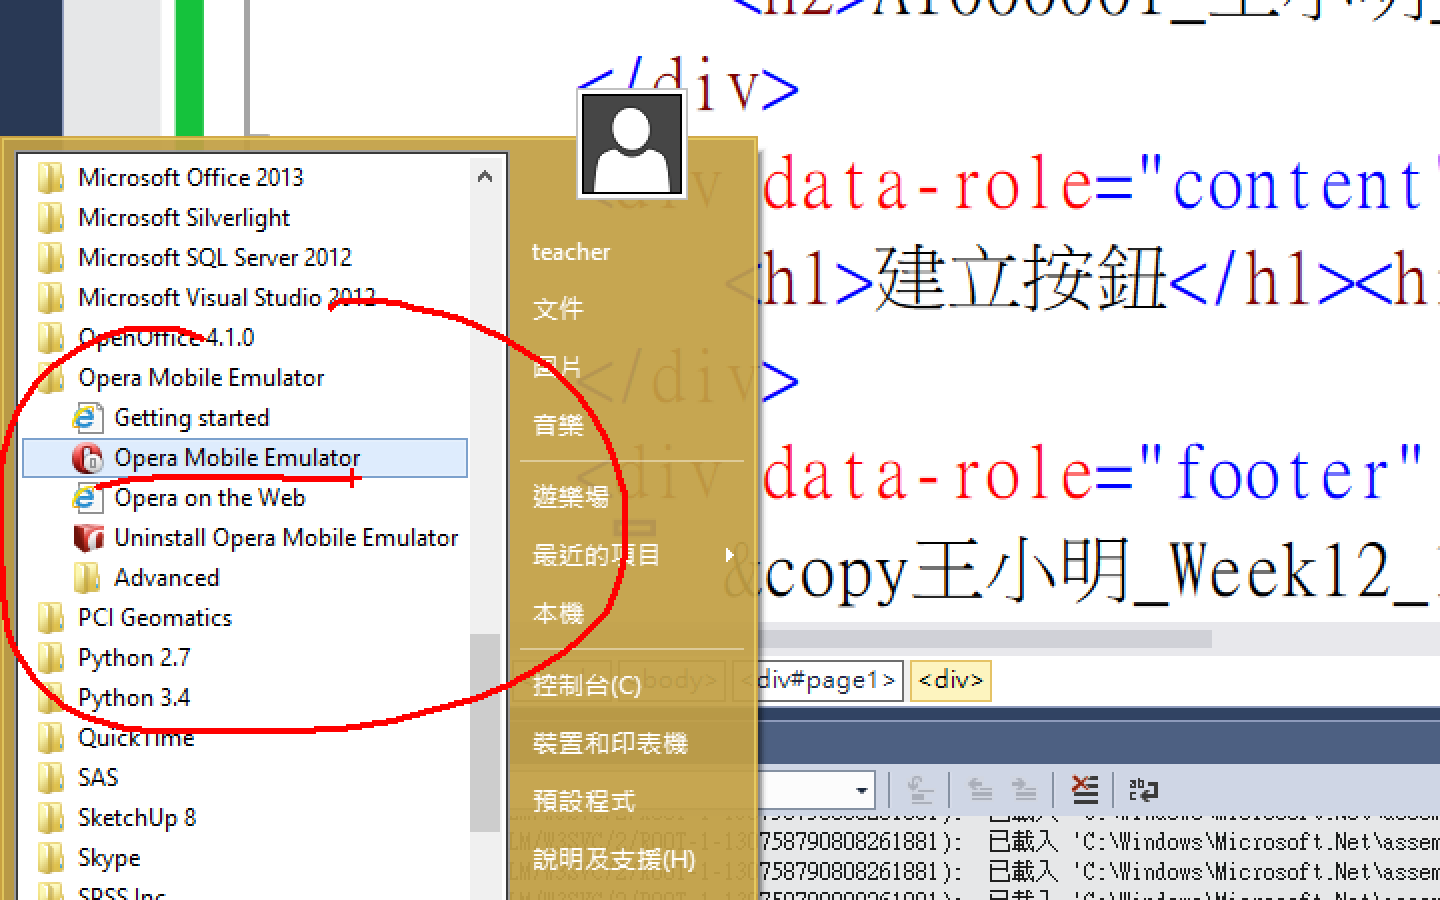 </div>
data-role="content"
<h1>建立按鈕</h1><h
</div>
data-role="footer"
&copy王小明_Week12_
Microsoft Office 2013
Microsoft Silverlight
Microsoft SQL Server 2012
Microsoft Visual Studio 2012
OpenOffice 4.1.0
Opera Mobile Emulator
Getting started
Opera Mobile Emulator
Opera on the Web
Uninstall Opera Mobile Emulator
Advanced
PCI Geomatics
Python 2.7
Python 3.4
QuickTime
SAS
SketchUp 8
Skype
SPSS Inc
teacher
文件
圖片
音樂
遊樂場
最近的項目
本機
控制台(C)
裝置和印表機
預設程式
說明及支援(H)
<body> <div#page1> <div>
758790808261881): 已載入 'C:\Windows\Microsoft.Net\assem
758790808261881): 已載入 'C:\Windows\Microsoft.Net\assem